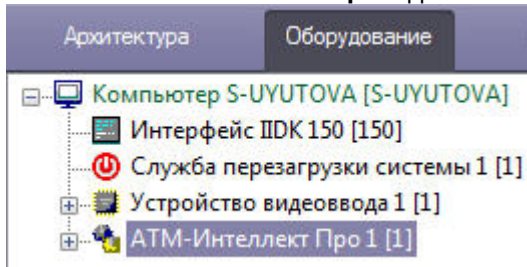 Архитектура Оборудование
Компьютер S-UYUTOVA [S-UYUTOVA]
Интерфейс IIDK 150 [150]
Служба перезагрузки системы 1 [1]
Устройство видеоввода 1 [1]
АТМ-Интеллект Про 1 [1]